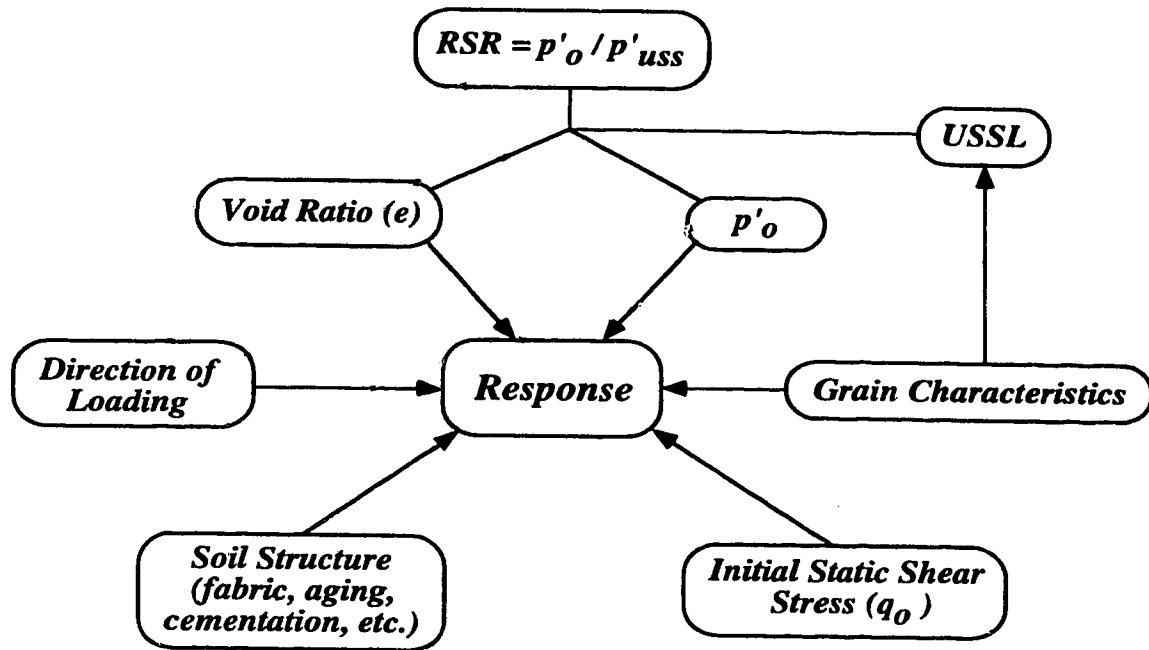 RSR = p'o / p'uss
USSL
Void Ratio (e)
p'o
Direction of
Loading
Response
Grain Characteristics
Soil Structure
(fabric, aging,
cementation, etc.)
Initial Static Shear
Stress (qo )